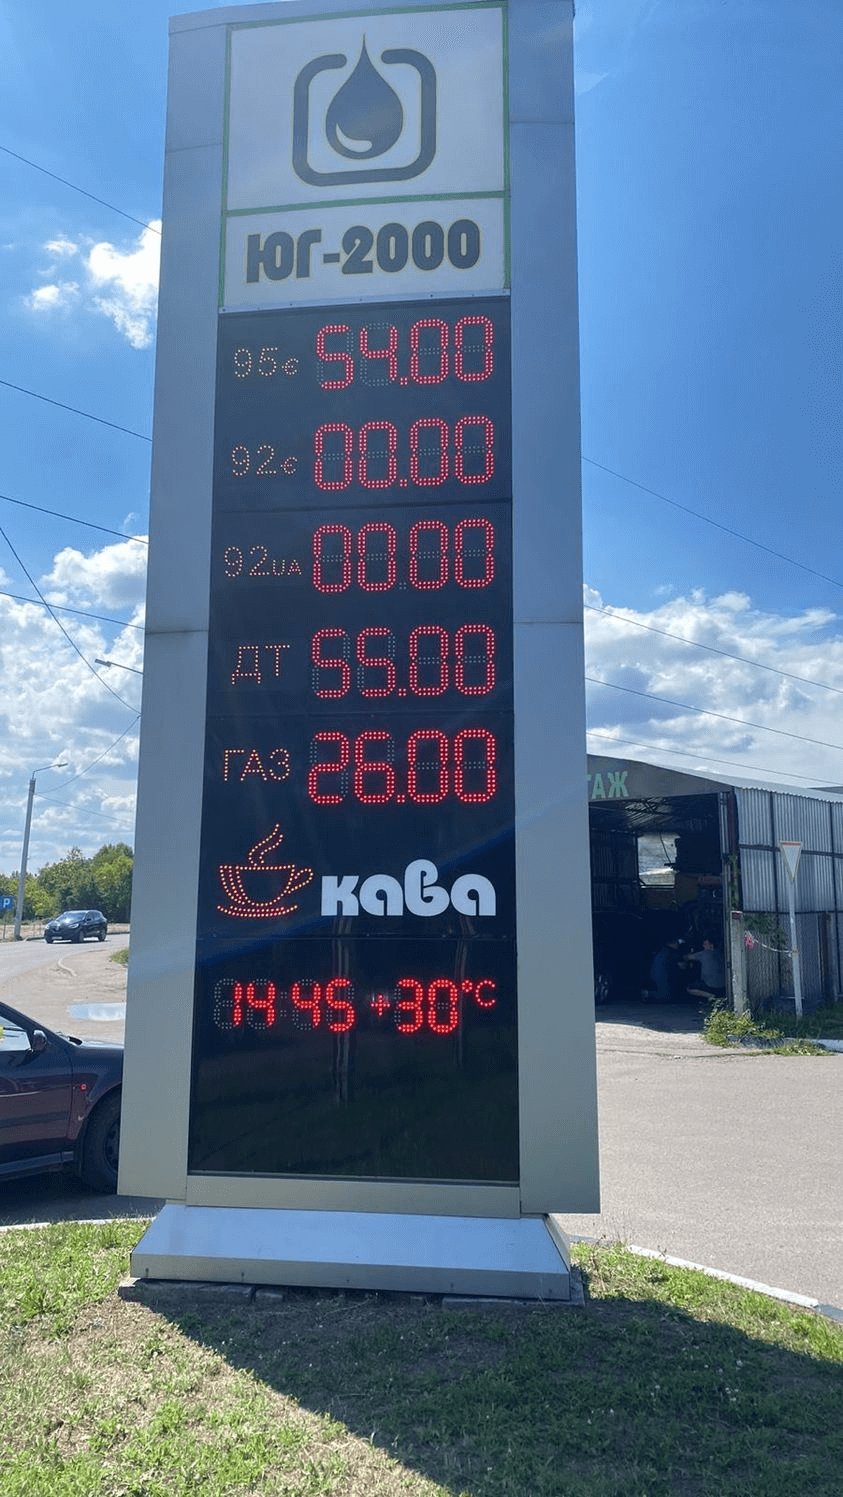 ЮГ-2000
95е 54.00
92е 00.00
92UA 00.00
ДТ 55.00
ГАЗ 26.00
кава
14:45 +30°C
P